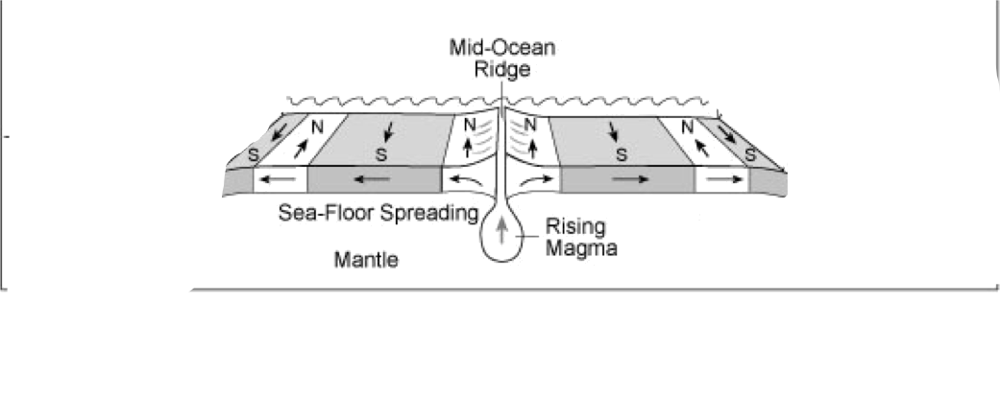 Mid-Ocean
Ridge
N N N N
S S S S
Sea-Floor Spreading
Rising
Magma
Mantle